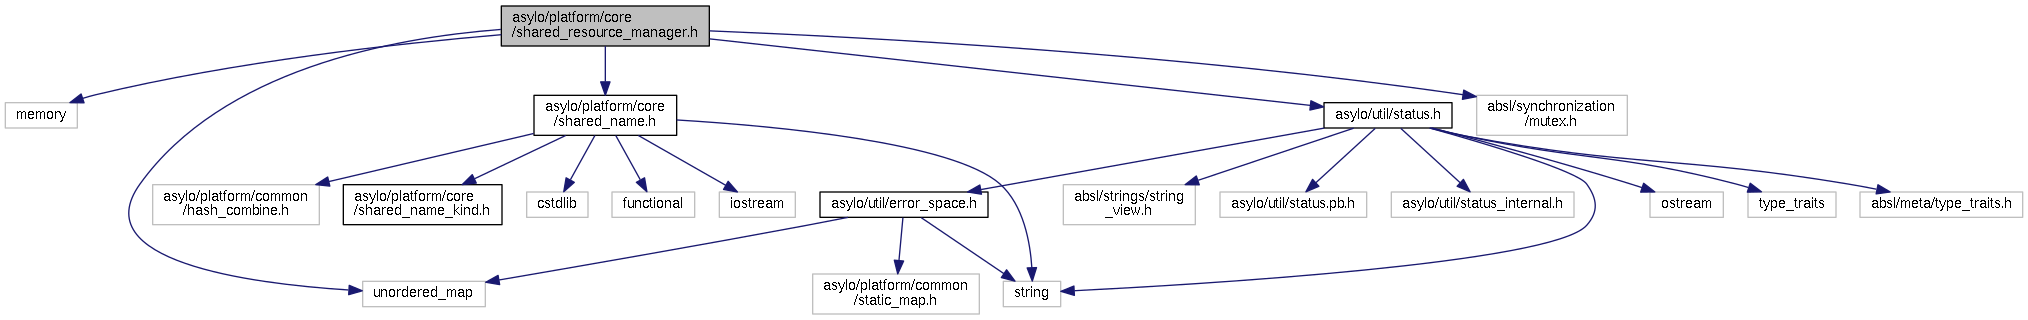 asylo/platform/core
/shared_resource_manager.h
memory
asylo/platform/core
/shared_name.h
asylo/util/status.h
absl/synchronization
/mutex.h
asylo/platform/common
/hash_combine.h
asylo/platform/core
/shared_name_kind.h
cstdlib
functional
iostream
asylo/util/error_space.h
absl/strings/string
_view.h
asylo/util/status.pb.h
asylo/util/status_internal.h
ostream
type_traits
absl/meta/type_traits.h
unordered_map
asylo/platform/common
/static_map.h
string